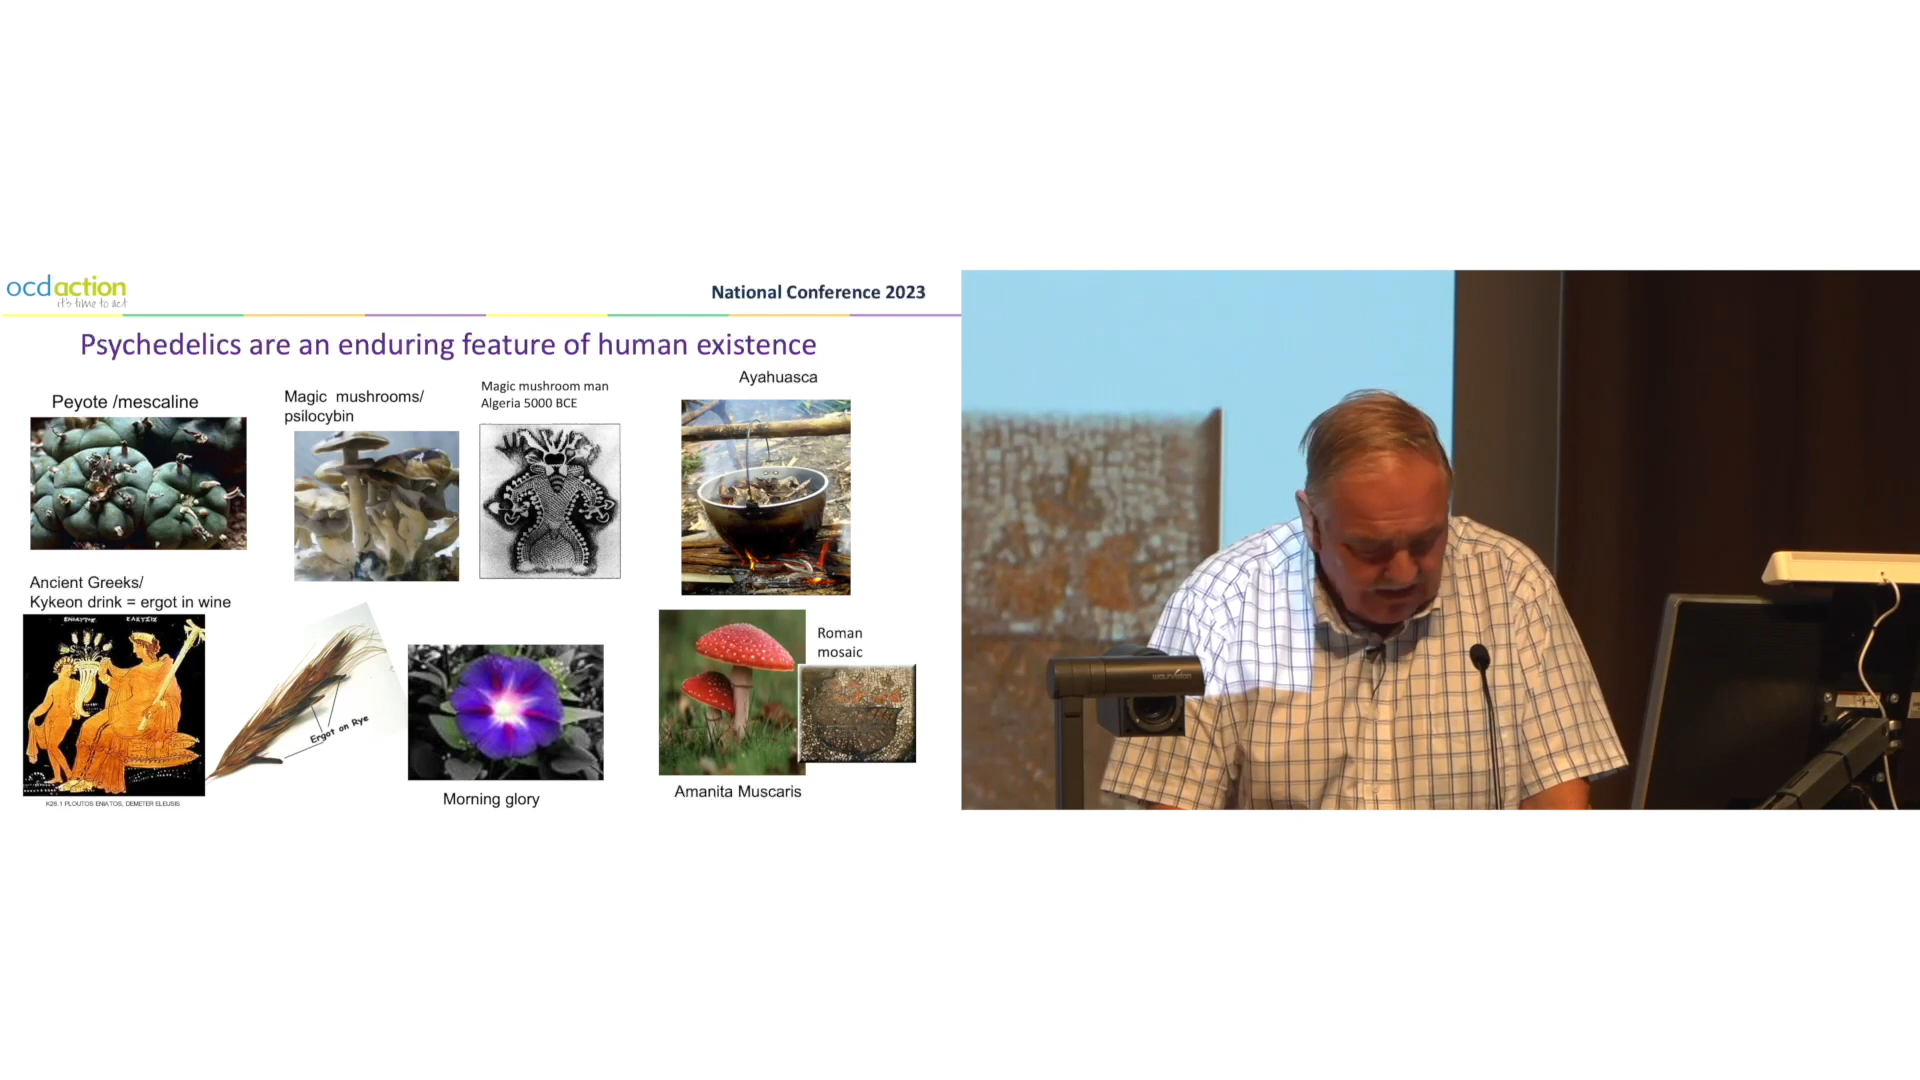 ocdaction
it's time to act
National Conference 2023
Psychedelics are an enduring feature of human existence
Peyote /mescaline
Magic mushrooms/
psilocybin
Magic mushroom man
Algeria 5000 BCE
Ayahuasca
Ancient Greeks/
Kykeon drink = ergot in wine
Ergot on Rye
K26.1 PLOUTOS ENIATOS, DEMETER ELEUSIS
Morning glory
Roman
mosaic
Amanita Muscaris
WOLFVISION